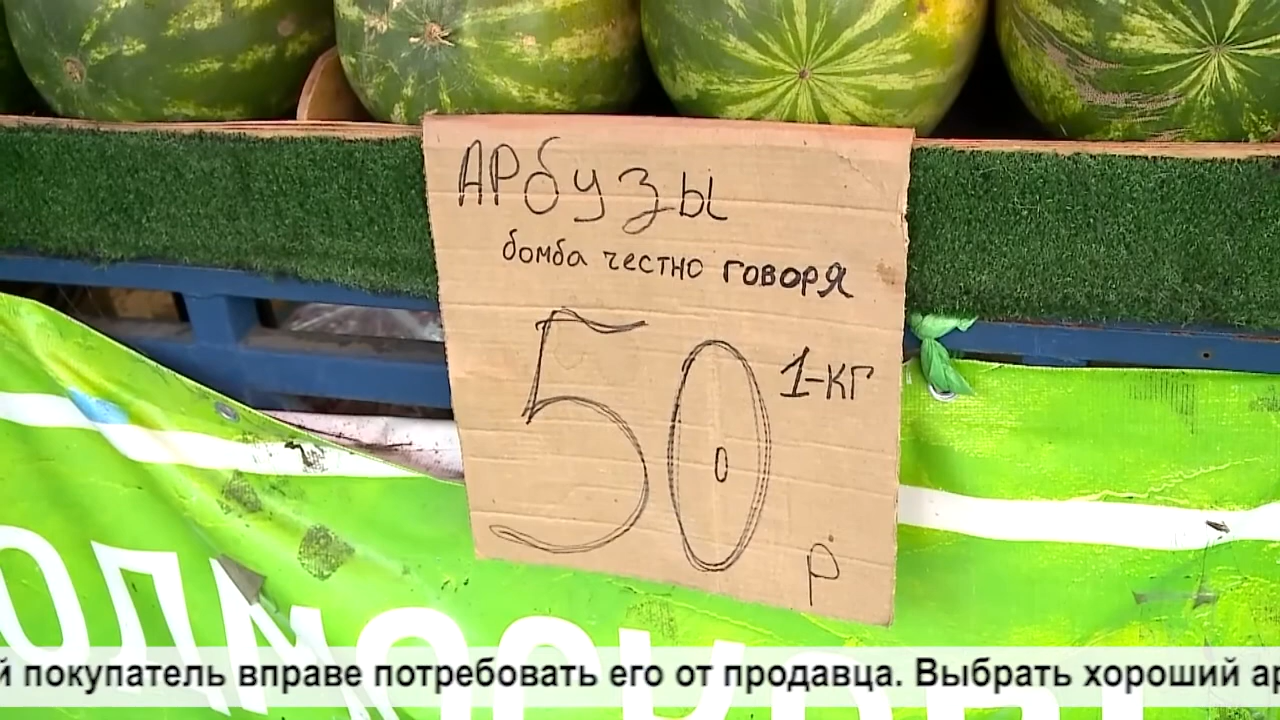 АРбузы
бомба честно говоря
50 1-кг
р
й покупатель вправе потребовать его от продавца. Выбрать хороший ар